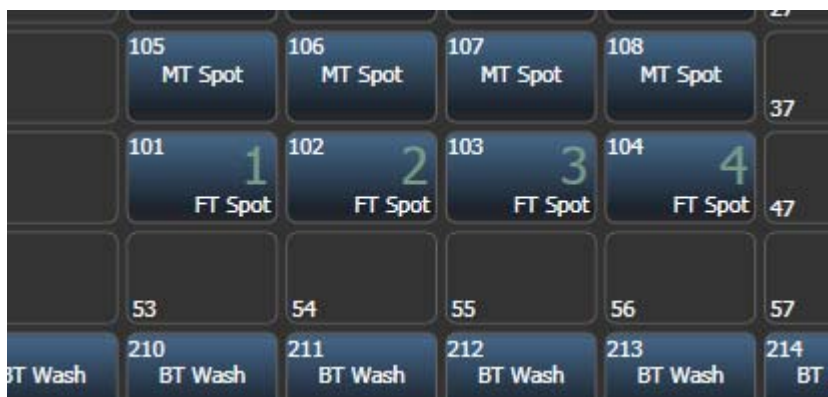 27
105 106 107 108
MT Spot MT Spot MT Spot MT Spot
37
101 1 102 2 103 3 104 4
FT Spot FT Spot FT Spot FT Spot 47
53 54 55 56 57
210 211 212 213 214
BT Wash BT Wash BT Wash BT Wash BT Wash BT